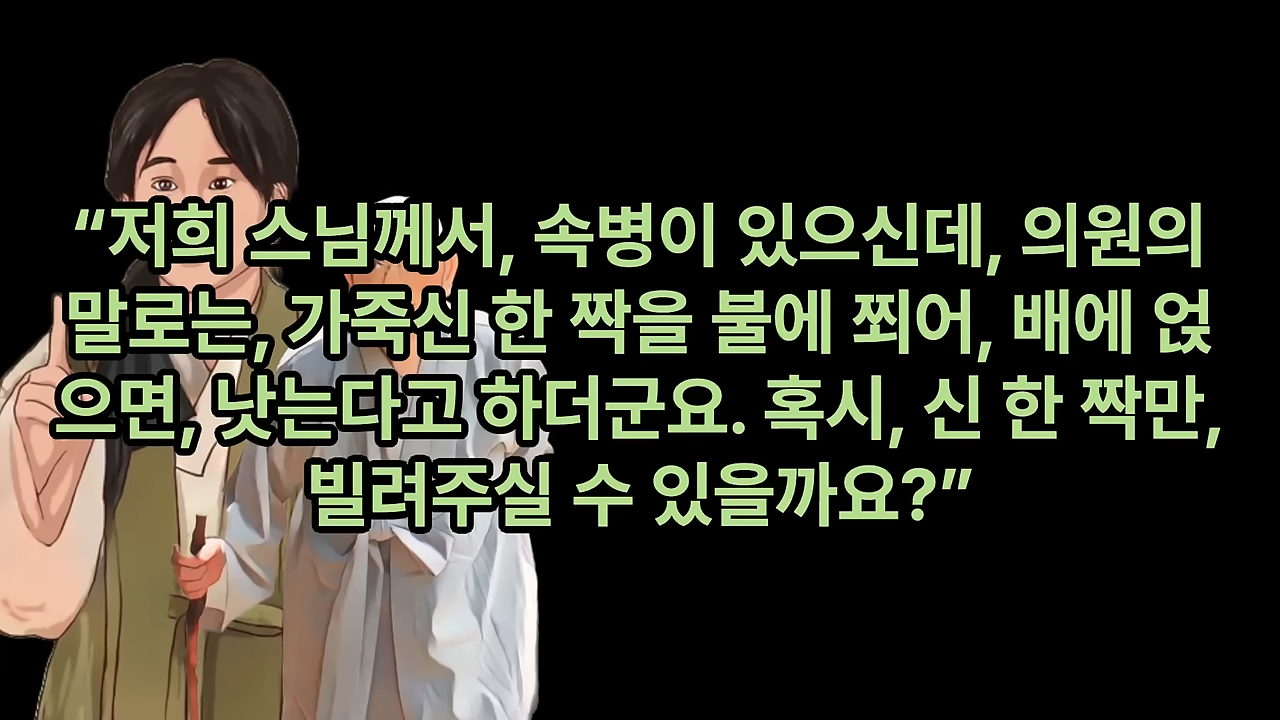 “저희 스님께서, 속병이 있으신데, 의원의
말로는, 가죽신 한 짝을 불에 쬐어, 배에 얹
으면, 낫는다고 하더군요. 혹시, 신 한 짝만,
빌려주실 수 있을까요?”